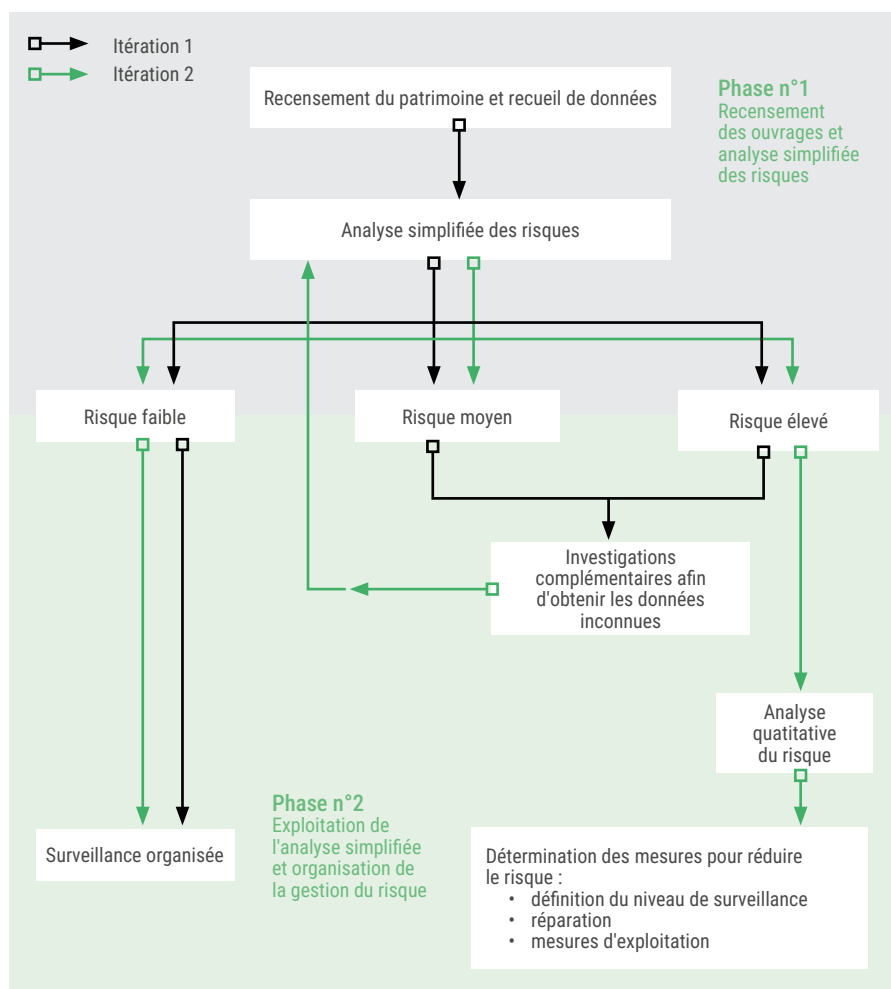 Itération 1
Itération 2
Recensement du patrimoine et recueil de données
Phase n°1
Recensement
des ouvrages et
analyse simplifiée
des risques
Analyse simplifiée des risques
Risque faible
Risque moyen
Risque élevé
Investigations
complémentaires afin
d'obtenir les données
inconnues
Analyse
quatitative
du risque
Phase n°2
Exploitation de
l'analyse simplifiée
et organisation de
la gestion du risque
Surveillance organisée
Détermination des mesures pour réduire
le risque :
• définition du niveau de surveillance
• réparation
• mesures d'exploitation